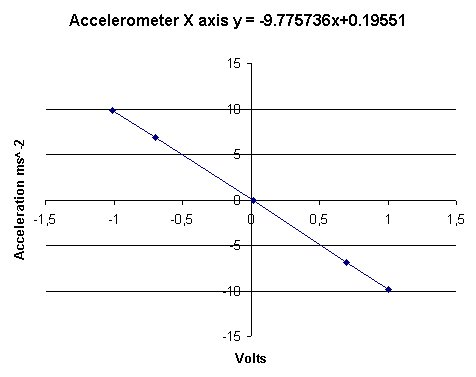 Accelerometer X axis y = -9.775736x+0.19551
15
10
5
0
-1,5 -1 -0,5 0 0,5 1 1,5
-5
-10
-15
Acceleration ms^-2
Volts